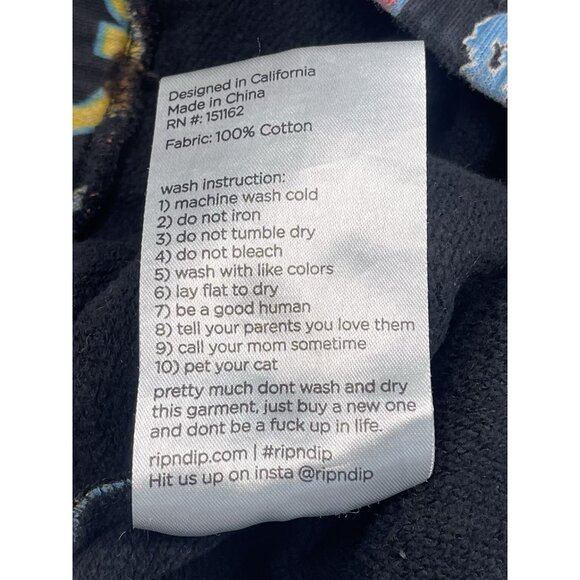 Designed in California
Made in China
RN #: 151162
Fabric: 100% Cotton
wash instruction:
1) machine wash cold
2) do not iron
3) do not tumble dry
4) do not bleach
5) wash with like colors
6) lay flat to dry
7) be a good human
8) tell your parents you love them
9) call your mom sometime
10) pet your cat
pretty much dont wash and dry
this garment, just buy a new one
and dont be a fuck up in life.
ripndip.com | #ripndip
Hit us up on insta @ripndip